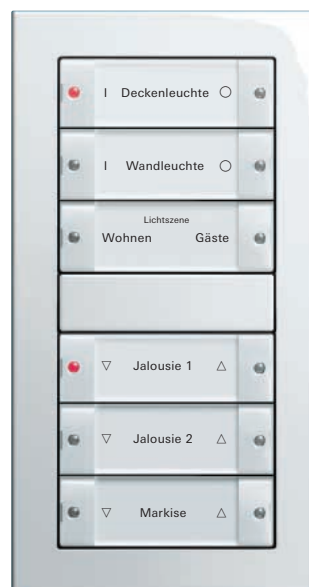 I Deckenleuchte ○
I Wandleuchte ○
Lichtszene
Wohnen Gäste
▽ Jalousie 1 △
▽ Jalousie 2 △
▽ Markise △